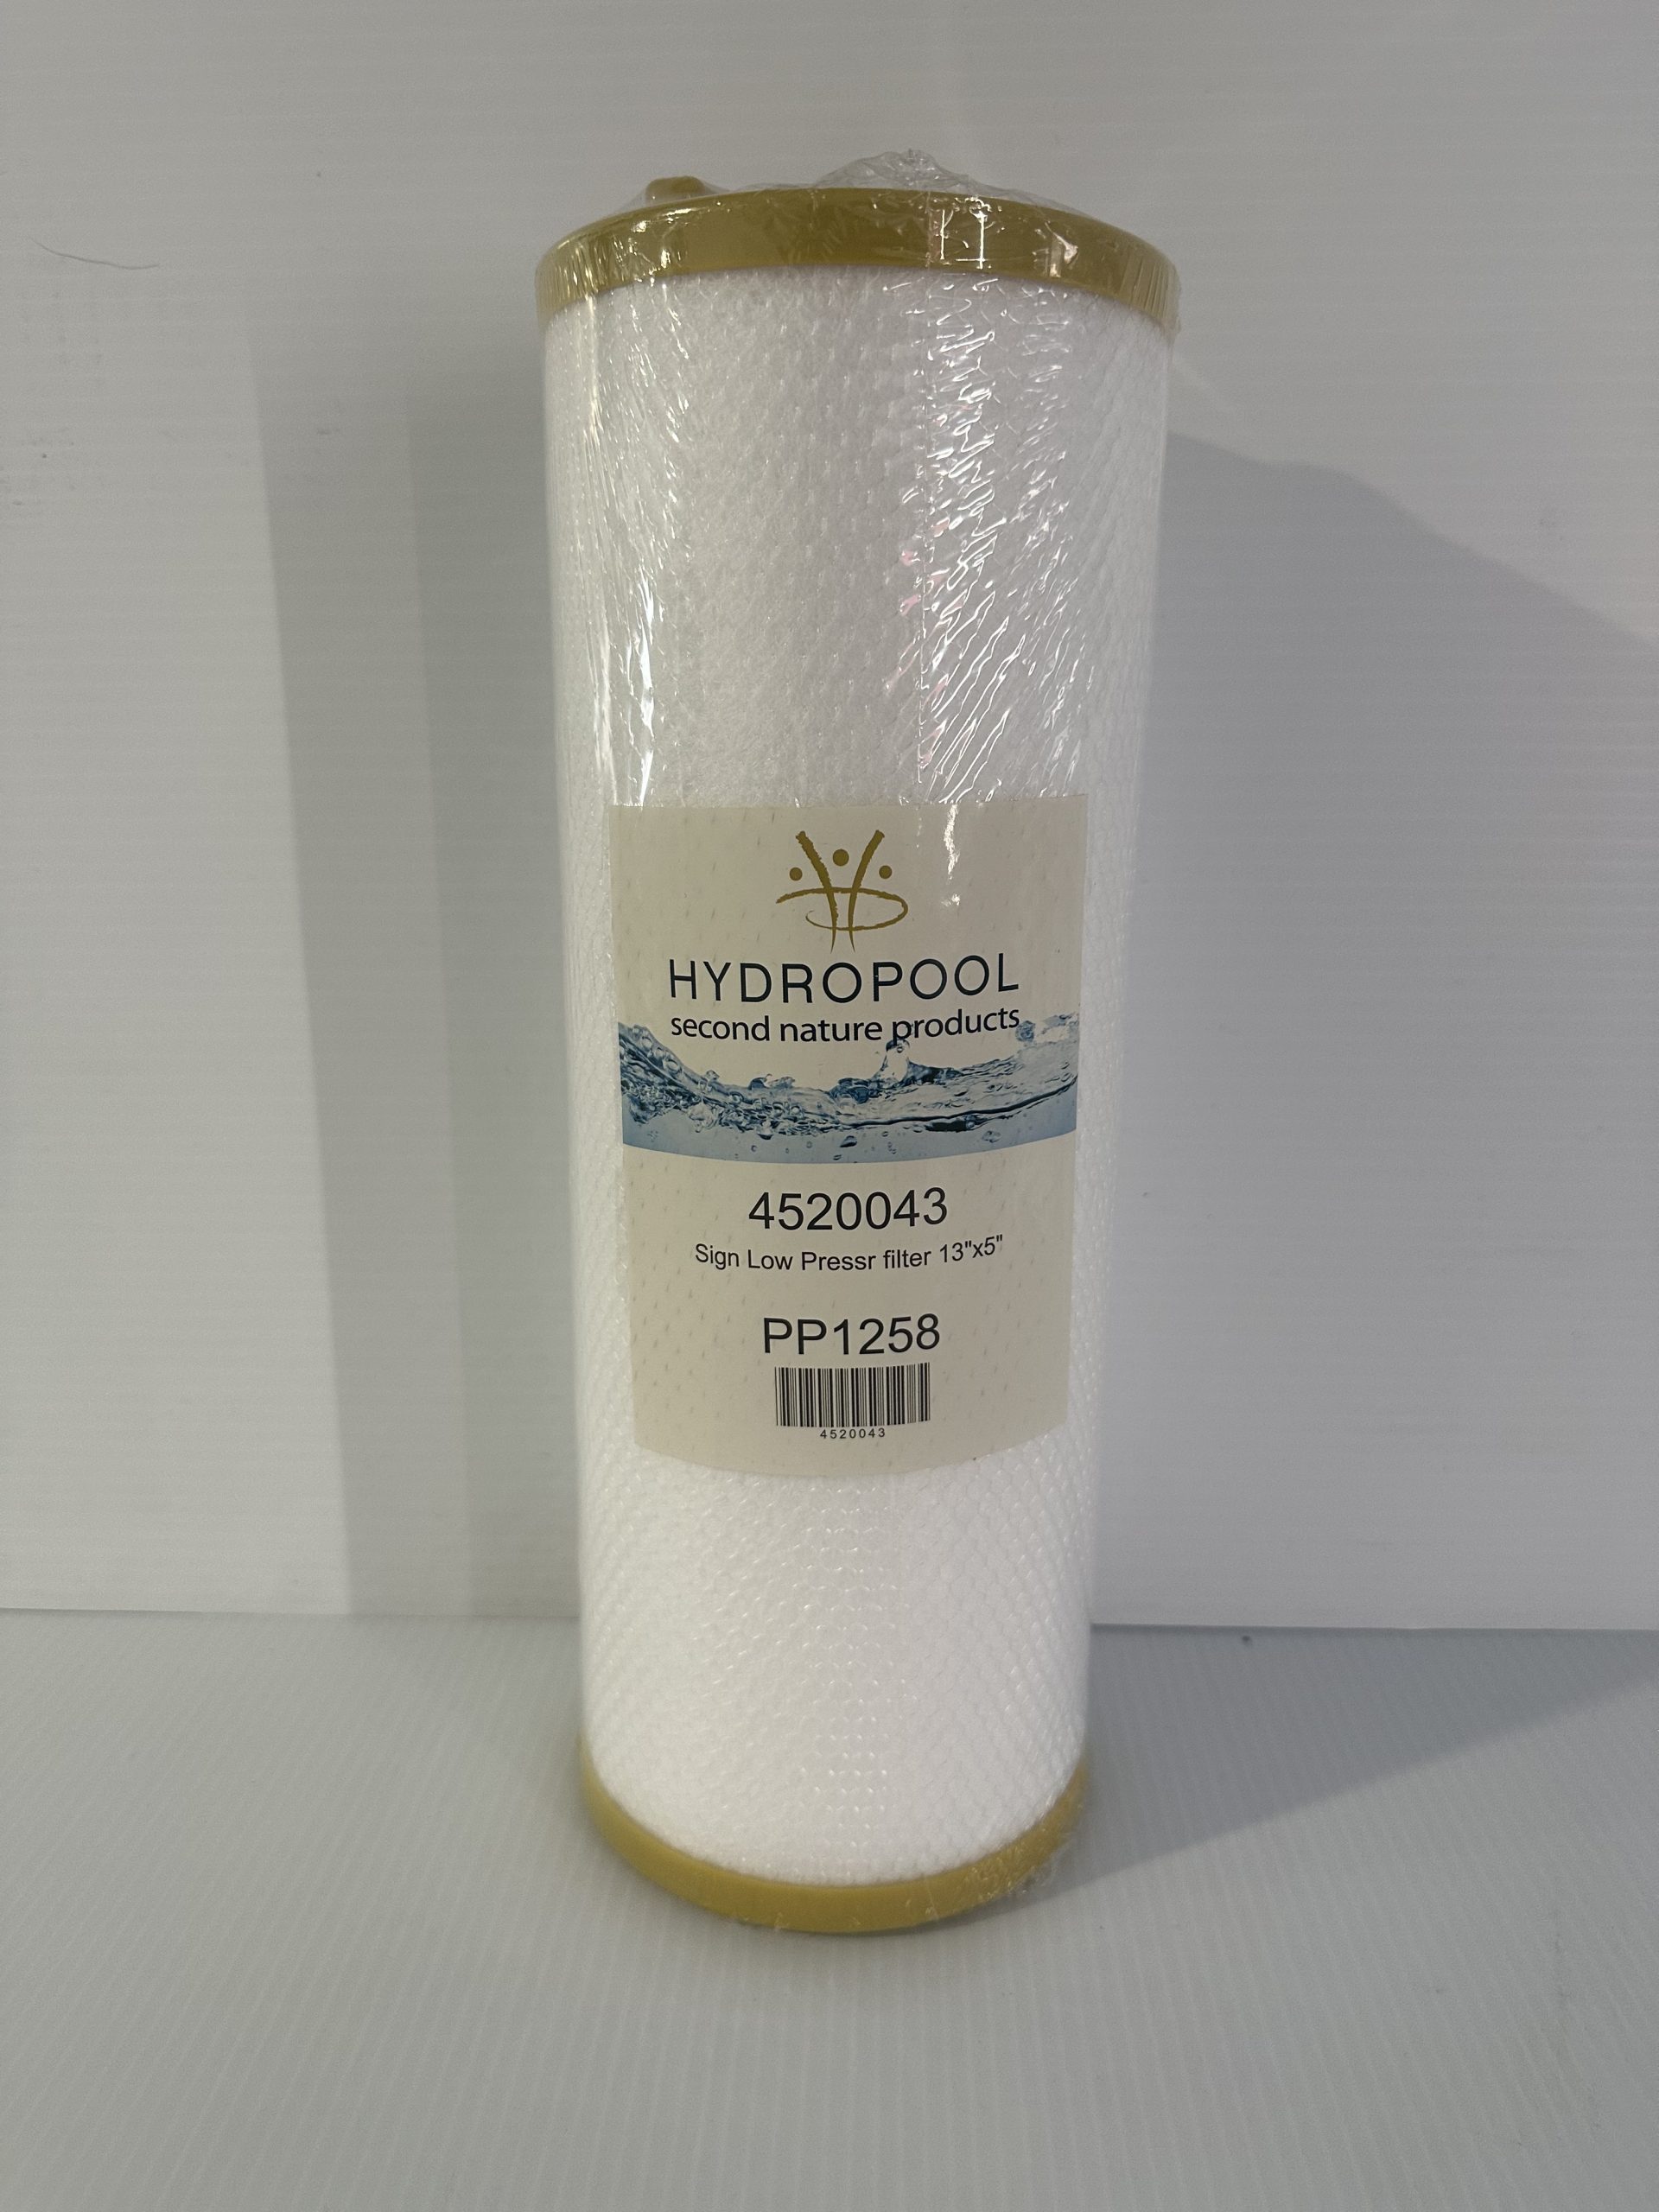 HYDROPOOL
second nature products
4520043
Sign Low Pressr filter 13"x5"
PP1258
4520043